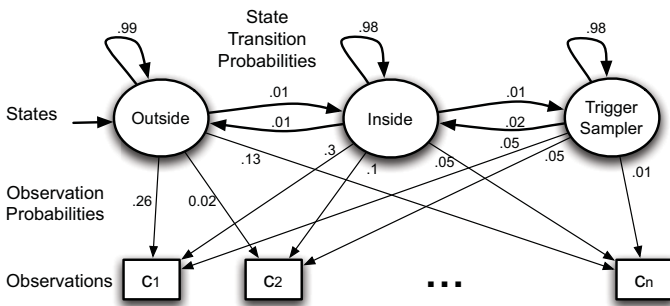 .99
State
Transition
Probabilities
.98
.98
States
Outside
.01
.01
Inside
.01
.02
Trigger
Sampler
Observation
Probabilities
.26
0.02
.13
.3
.1
.05
.05
.05
.01
Observations
C1
C2
...
Cn